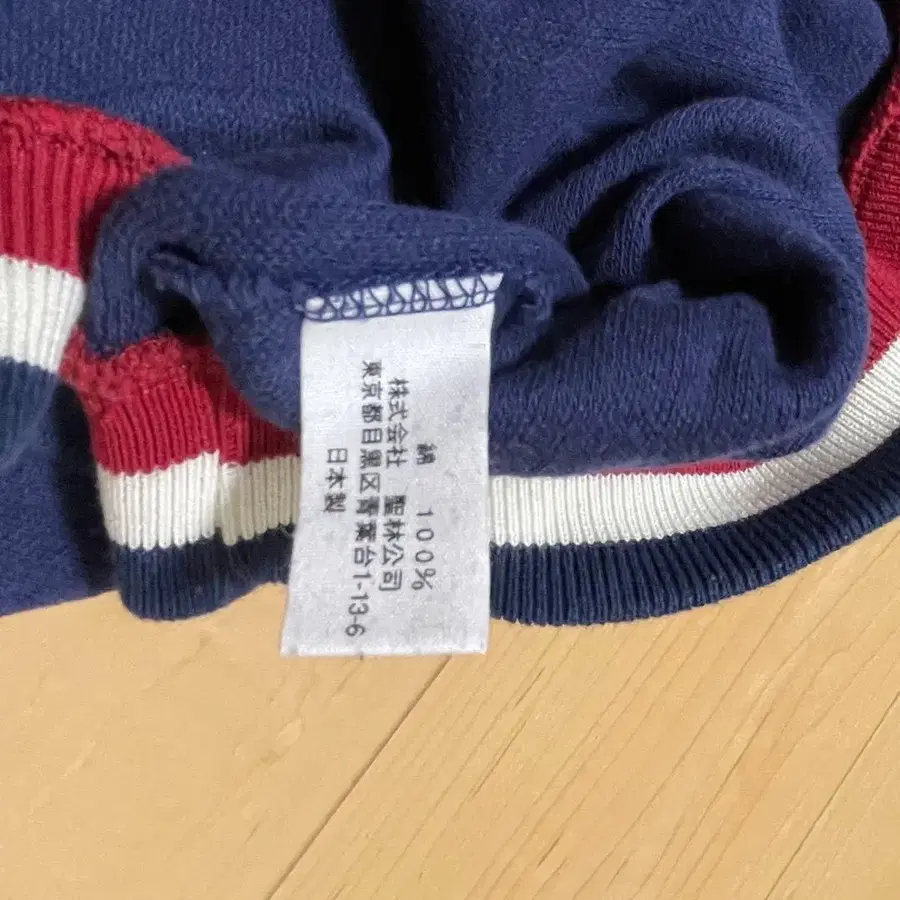 綿 100%
株式会社 聖林公司
東京都目黒区青葉台1-13-6
日本製